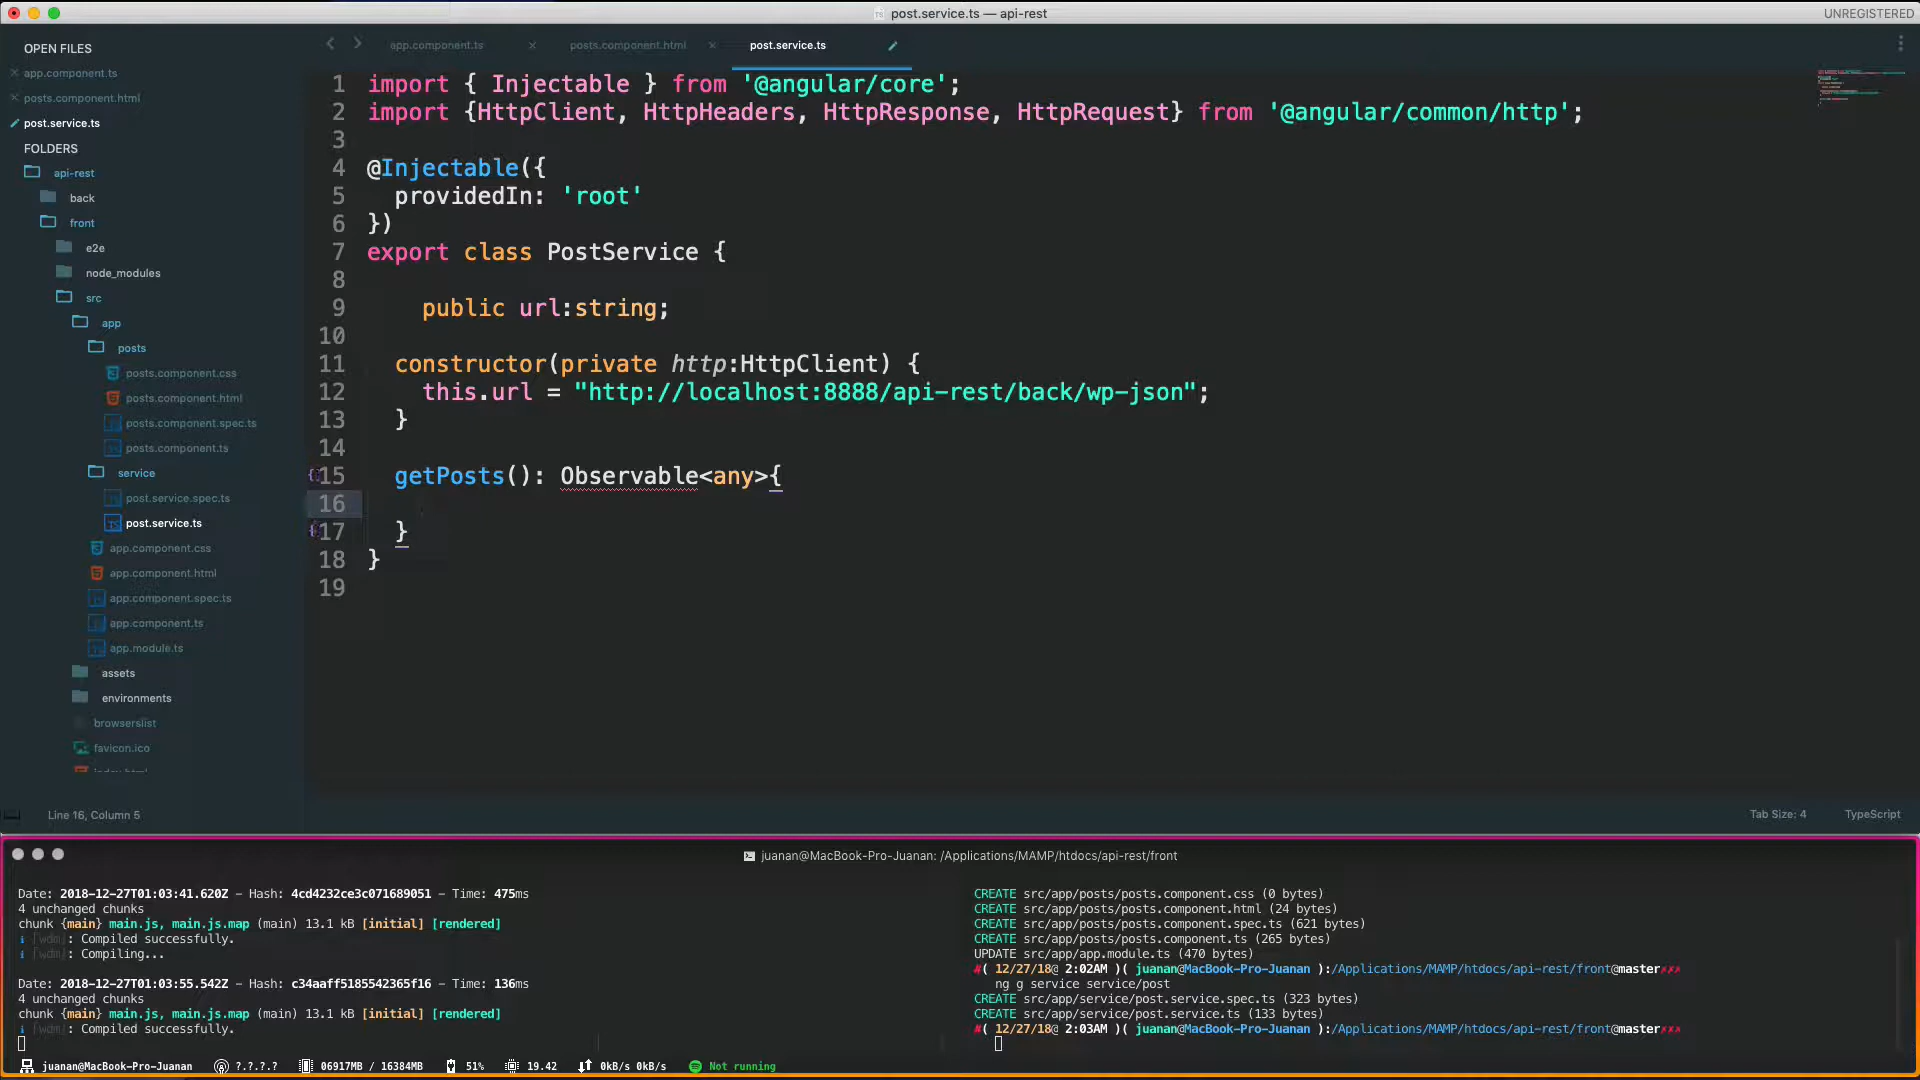 post.service.ts — api-rest
UNREGISTERED
OPEN FILES
app.component.ts
posts.component.html
post.service.ts
FOLDERS
api-rest
back
front
e2e
node_modules
src
app
posts
posts.component.css
posts.component.html
posts.component.spec.ts
posts.component.ts
service
post.service.spec.ts
post.service.ts
app.component.css
app.component.html
app.component.spec.ts
app.component.ts
app.module.ts
assets
environments
browserslist
favicon.ico
app.component.ts
posts.component.html
post.service.ts
1 import { Injectable } from '@angular/core';
2 import {HttpClient, HttpHeaders, HttpResponse, HttpRequest} from '@angular/common/http';
3
4 @Injectable({
5 providedIn: 'root'
6 })
7 export class PostService {
8
9 public url:string;
10
11 constructor(private http:HttpClient) {
12 this.url = "http://localhost:8888/api-rest/back/wp-json";
13 }
14
15 getPosts(): Observable<any>{
16
17 }
18 }
19
Line 16, Column 5
Tab Size: 4
TypeScript
juanan@MacBook-Pro-Juanan: /Applications/MAMP/htdocs/api-rest/front
Date: 2018-12-27T01:03:41.620Z - Hash: 4cd4232ce3c071689051 - Time: 475ms
4 unchanged chunks
chunk {main} main.js, main.js.map (main) 13.1 kB [initial] [rendered]
ℹ ｢wdm｣: Compiled successfully.
ℹ ｢wdm｣: Compiling...
Date: 2018-12-27T01:03:55.542Z - Hash: c34aaff5185542365f16 - Time: 136ms
4 unchanged chunks
chunk {main} main.js, main.js.map (main) 13.1 kB [initial] [rendered]
ℹ ｢wdm｣: Compiled successfully.
CREATE src/app/posts/posts.component.css (0 bytes)
CREATE src/app/posts/posts.component.html (24 bytes)
CREATE src/app/posts/posts.component.spec.ts (621 bytes)
CREATE src/app/posts/posts.component.ts (265 bytes)
UPDATE src/app/app.module.ts (470 bytes)
#( 12/27/18@ 2:02AM )( juanan@MacBook-Pro-Juanan ):/Applications/MAMP/htdocs/api-rest/front@master✗✗✗
ng g service service/post
CREATE src/app/service/post.service.spec.ts (323 bytes)
CREATE src/app/service/post.service.ts (133 bytes)
#( 12/27/18@ 2:03AM )( juanan@MacBook-Pro-Juanan ):/Applications/MAMP/htdocs/api-rest/front@master✗✗✗
juanan@MacBook-Pro-Juanan ?.?.?.? 06917MB / 16384MB 51% 19.42 0kB/s 0kB/s Not running